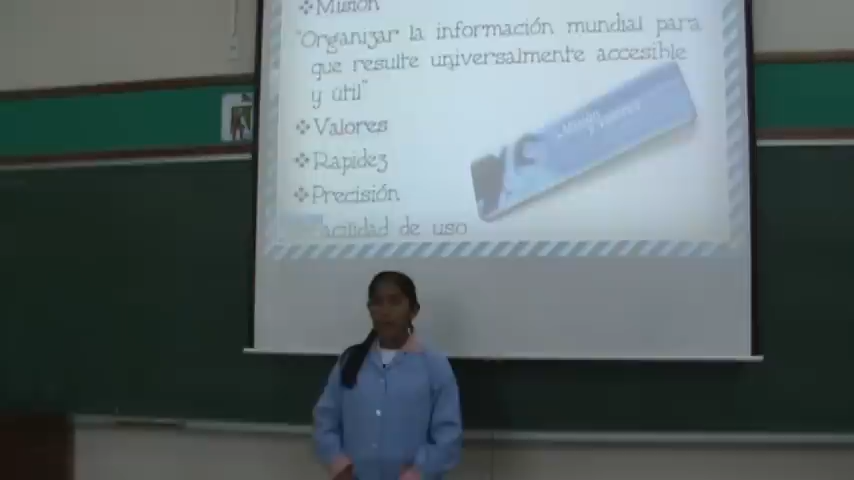 ❖Misión
"Organizar la información mundial para
que resulte universalmente accesible
y útil"
❖Valores
❖Rapidez
❖Precisión
acilidad de uso